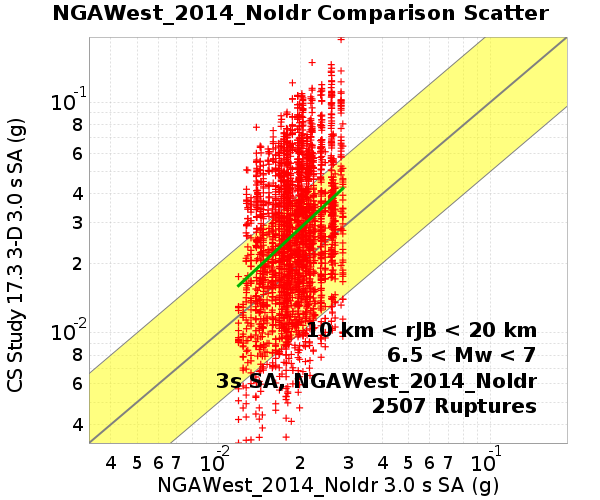 NGAWest_2014_NoIdr Comparison Scatter
CS Study 17.3 3-D 3.0 s SA (g)
10⁻¹
8
6
4
3
2
10⁻²
8
6
4
10 km < rJB < 20 km
6.5 < Mw < 7
3s SA, NGAWest_2014_NoIdr
2507 Ruptures
4 5 6 7 10⁻² 2 3 4 5 6 7 10⁻¹
NGAWest_2014_NoIdr 3.0 s SA (g)